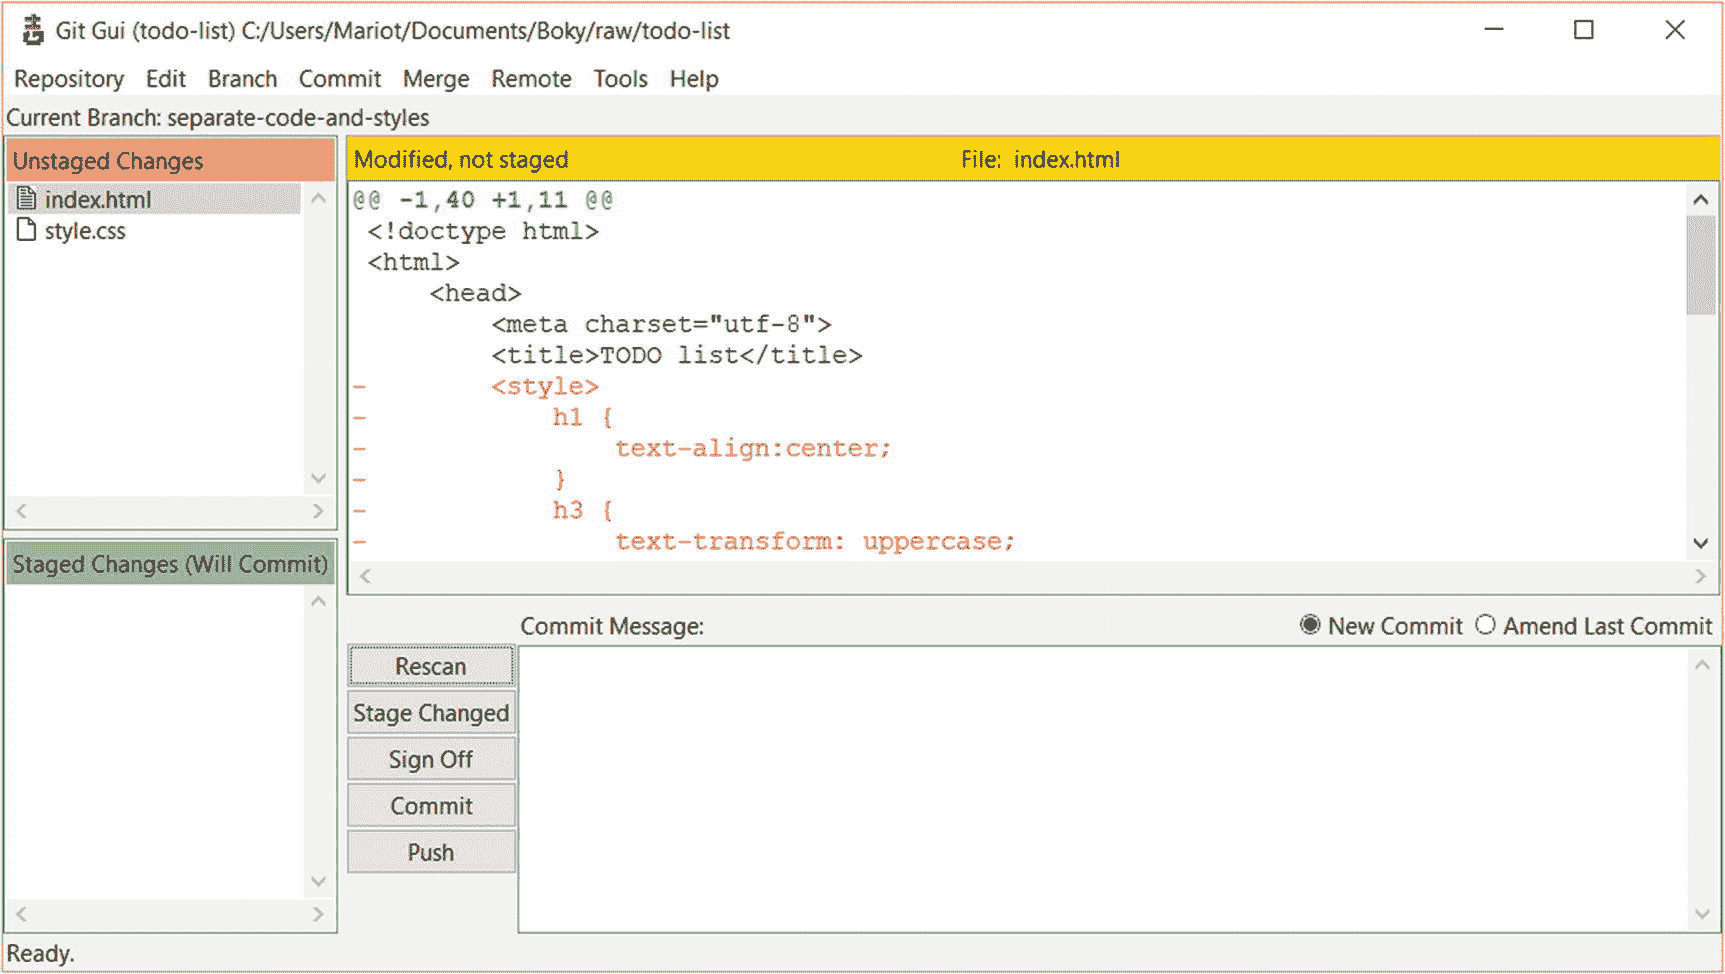 Git Gui (todo-list) C:/Users/Mariot/Documents/Boky/raw/todo-list
Repository Edit Branch Commit Merge Remote Tools Help
Current Branch: separate-code-and-styles
Unstaged Changes
index.html
style.css
Staged Changes (Will Commit)
Modified, not staged File: index.html
@@ -1,40 +1,11 @@
 <!doctype html>
 <html>
     <head>
         <meta charset="utf-8">
         <title>TODO list</title>
-        <style>
-            h1 {
-                text-align:center;
-            }
-            h3 {
-                text-transform: uppercase;
Commit Message: New Commit Amend Last Commit
Rescan
Stage Changed
Sign Off
Commit
Push
Ready.